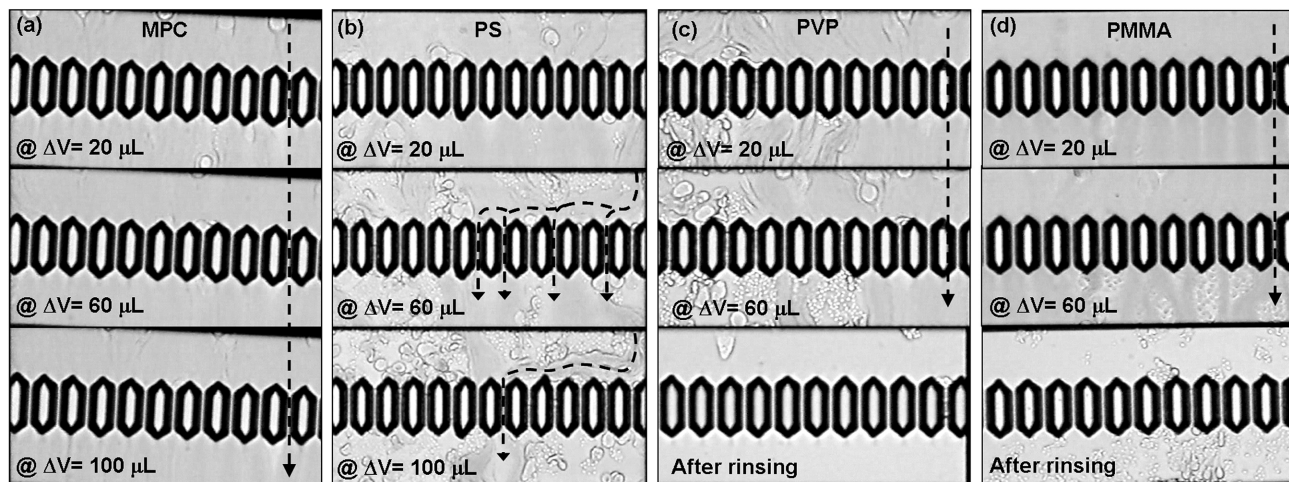 (a) MPC
@ ΔV= 20 μL
@ ΔV= 60 μL
@ ΔV= 100 μL
(b) PS
@ ΔV= 20 μL
@ ΔV= 60 μL
@ ΔV= 100 μL
(c) PVP
@ ΔV= 20 μL
@ ΔV= 60 μL
After rinsing
(d) PMMA
@ ΔV= 20 μL
@ ΔV= 60 μL
After rinsing